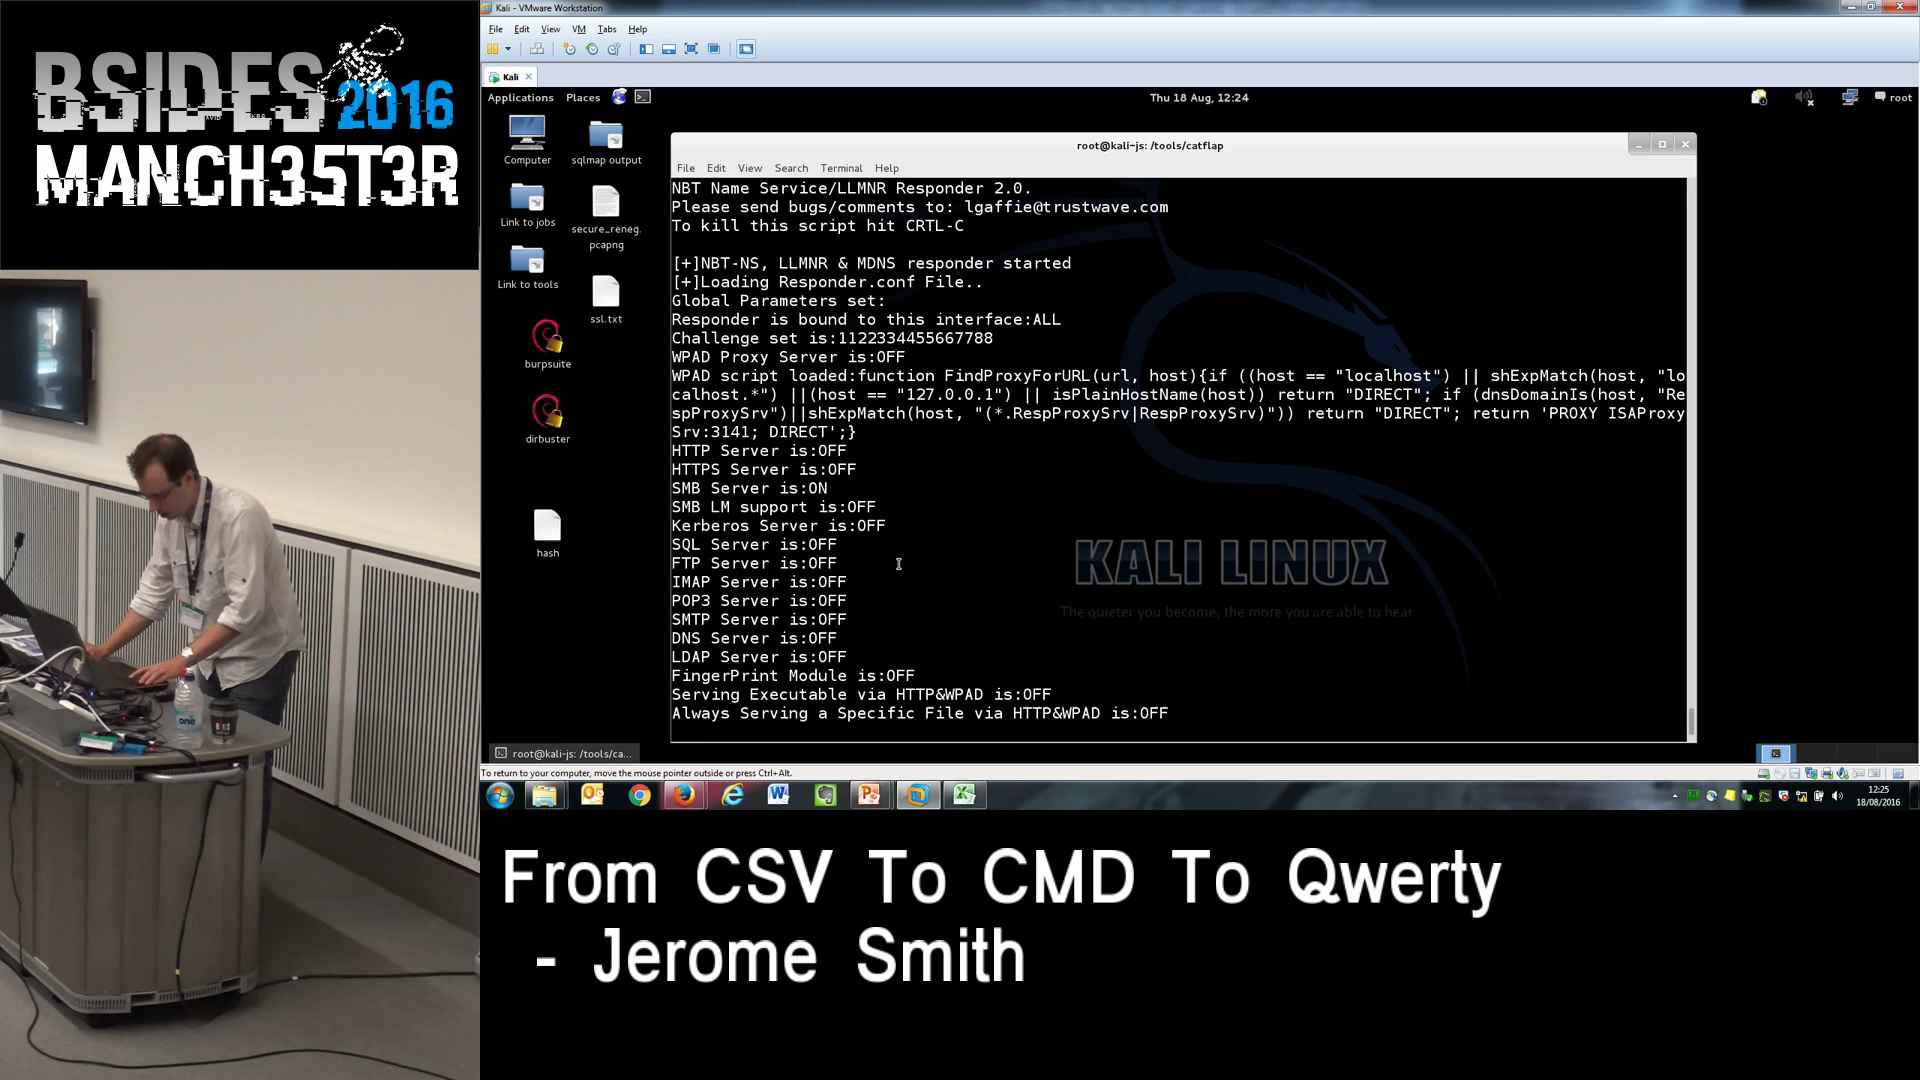 BSIDES
2016
MANCH35T3R
Kali - VMware Workstation
File Edit View VM Tabs Help
Kali
Applications Places
Thu 18 Aug, 12:24
root
Computer
sqlmap output
Link to jobs
secure_reneg.
pcapng
Link to tools
ssl.txt
burpsuite
dirbuster
hash
root@kali-js: /tools/catflap
File Edit View Search Terminal Help
NBT Name Service/LLMNR Responder 2.0.
Please send bugs/comments to: lgaffie@trustwave.com
To kill this script hit CRTL-C
[+]NBT-NS, LLMNR & MDNS responder started
[+]Loading Responder.conf File..
Global Parameters set:
Responder is bound to this interface:ALL
Challenge set is:1122334455667788
WPAD Proxy Server is:OFF
WPAD script loaded:function FindProxyForURL(url, host){if ((host == "localhost") || shExpMatch(host, "lo
calhost.*") ||(host == "127.0.0.1") || isPlainHostName(host)) return "DIRECT"; if (dnsDomainIs(host, "Re
spProxySrv")||shExpMatch(host, "(*.RespProxySrv|RespProxySrv)")) return "DIRECT"; return 'PROXY ISAProxy
Srv:3141; DIRECT';}
HTTP Server is:OFF
HTTPS Server is:OFF
SMB Server is:ON
SMB LM support is:OFF
Kerberos Server is:OFF
SQL Server is:OFF
FTP Server is:OFF
IMAP Server is:OFF
POP3 Server is:OFF
SMTP Server is:OFF
DNS Server is:OFF
LDAP Server is:OFF
FingerPrint Module is:OFF
Serving Executable via HTTP&WPAD is:OFF
Always Serving a Specific File via HTTP&WPAD is:OFF
KALI LINUX
The quieter you become, the more you are able to hear
root@kali-js: /tools/ca...
To return to your computer, move the mouse pointer outside or press Ctrl+Alt.
12:25
18/08/2016
one
From CSV To CMD To Qwerty
- Jerome Smith